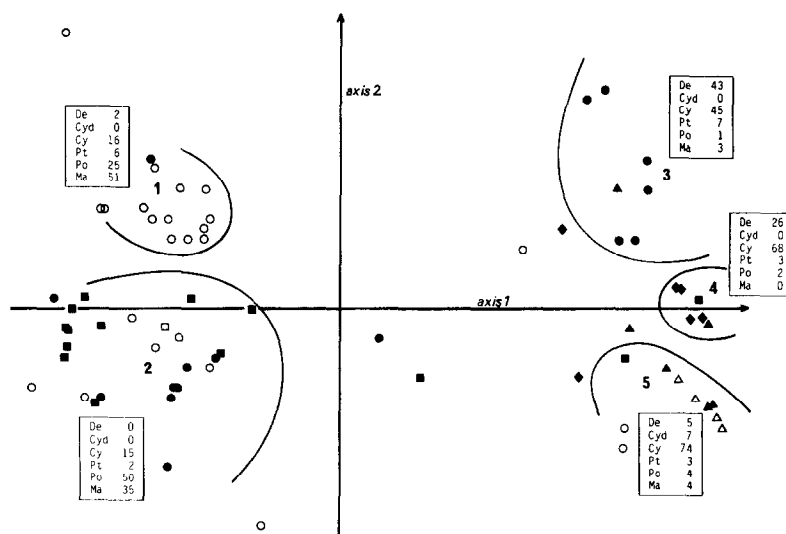 axis 2
De 2
Cyd 0
Cy 16
Pt 6
Po 25
Ma 51
1
De 43
Cyd 0
Cy 45
Pt 7
Po 1
Ma 3
3
De 26
Cyd 0
Cy 68
Pt 3
Po 2
Ma 0
4
axis 1
2
De 0
Cyd 0
Cy 15
Pt 2
Po 50
Ma 35
5
De 5
Cyd 7
Cy 74
Pt 3
Po 4
Ma 4